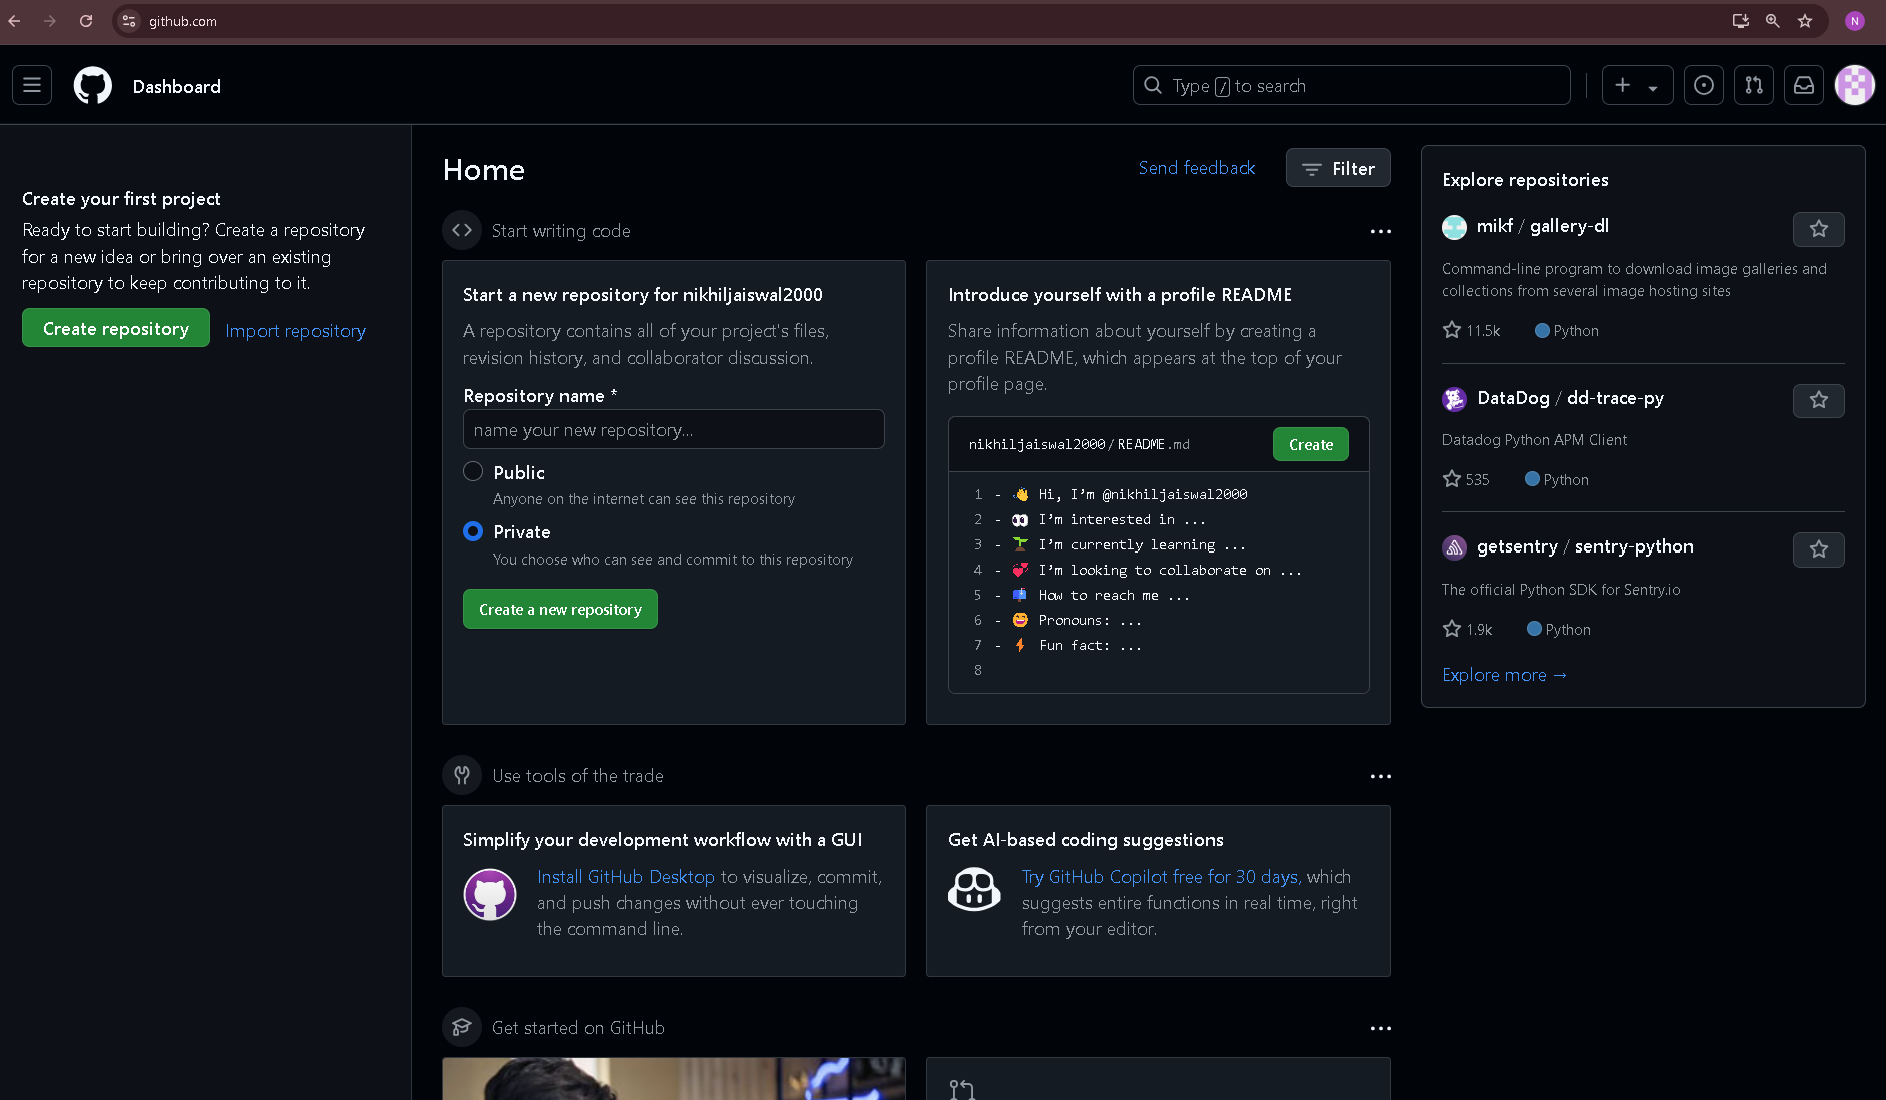 github.com
N
Dashboard
Type / to search
Create your first project
Ready to start building? Create a repository
for a new idea or bring over an existing
repository to keep contributing to it.
Create repository
Import repository
Home
Send feedback
Filter
Start writing code
Start a new repository for nikhiljaiswal2000
A repository contains all of your project's files,
revision history, and collaborator discussion.
Repository name *
name your new repository...
Public
Anyone on the internet can see this repository
Private
You choose who can see and commit to this repository
Create a new repository
Introduce yourself with a profile README
Share information about yourself by creating a
profile README, which appears at the top of your
profile page.
nikhiljaiswal2000/README.md
Create
1 - 👋 Hi, I’m @nikhiljaiswal2000
2 - 👀 I’m interested in ...
3 - 🌱 I’m currently learning ...
4 - 💞️ I’m looking to collaborate on ...
5 - 📫 How to reach me ...
6 - 😄 Pronouns: ...
7 - ⚡ Fun fact: ...
8
Use tools of the trade
Simplify your development workflow with a GUI
Install GitHub Desktop to visualize, commit,
and push changes without ever touching
the command line.
Get AI-based coding suggestions
Try GitHub Copilot free for 30 days, which
suggests entire functions in real time, right
from your editor.
Get started on GitHub
Explore repositories
mikf / gallery-dl
Command-line program to download image galleries and
collections from several image hosting sites
11.5k
Python
DataDog / dd-trace-py
Datadog Python APM Client
535
Python
getsentry / sentry-python
The official Python SDK for Sentry.io
1.9k
Python
Explore more →